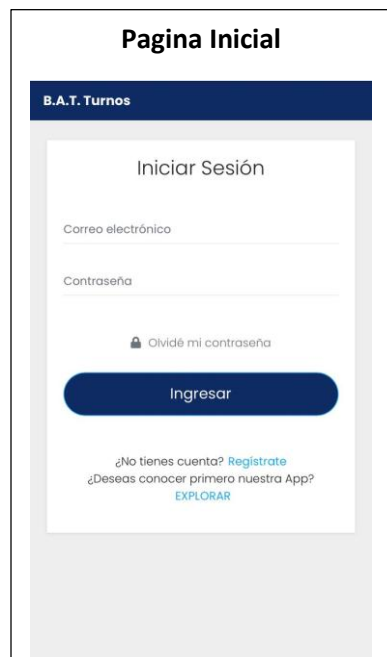 Pagina Inicial
B.A.T. Turnos
Iniciar Sesión
Correo electrónico
Contraseña
Olvidé mi contraseña
Ingresar
¿No tienes cuenta? Regístrate
¿Deseas conocer primero nuestra App?
EXPLORAR